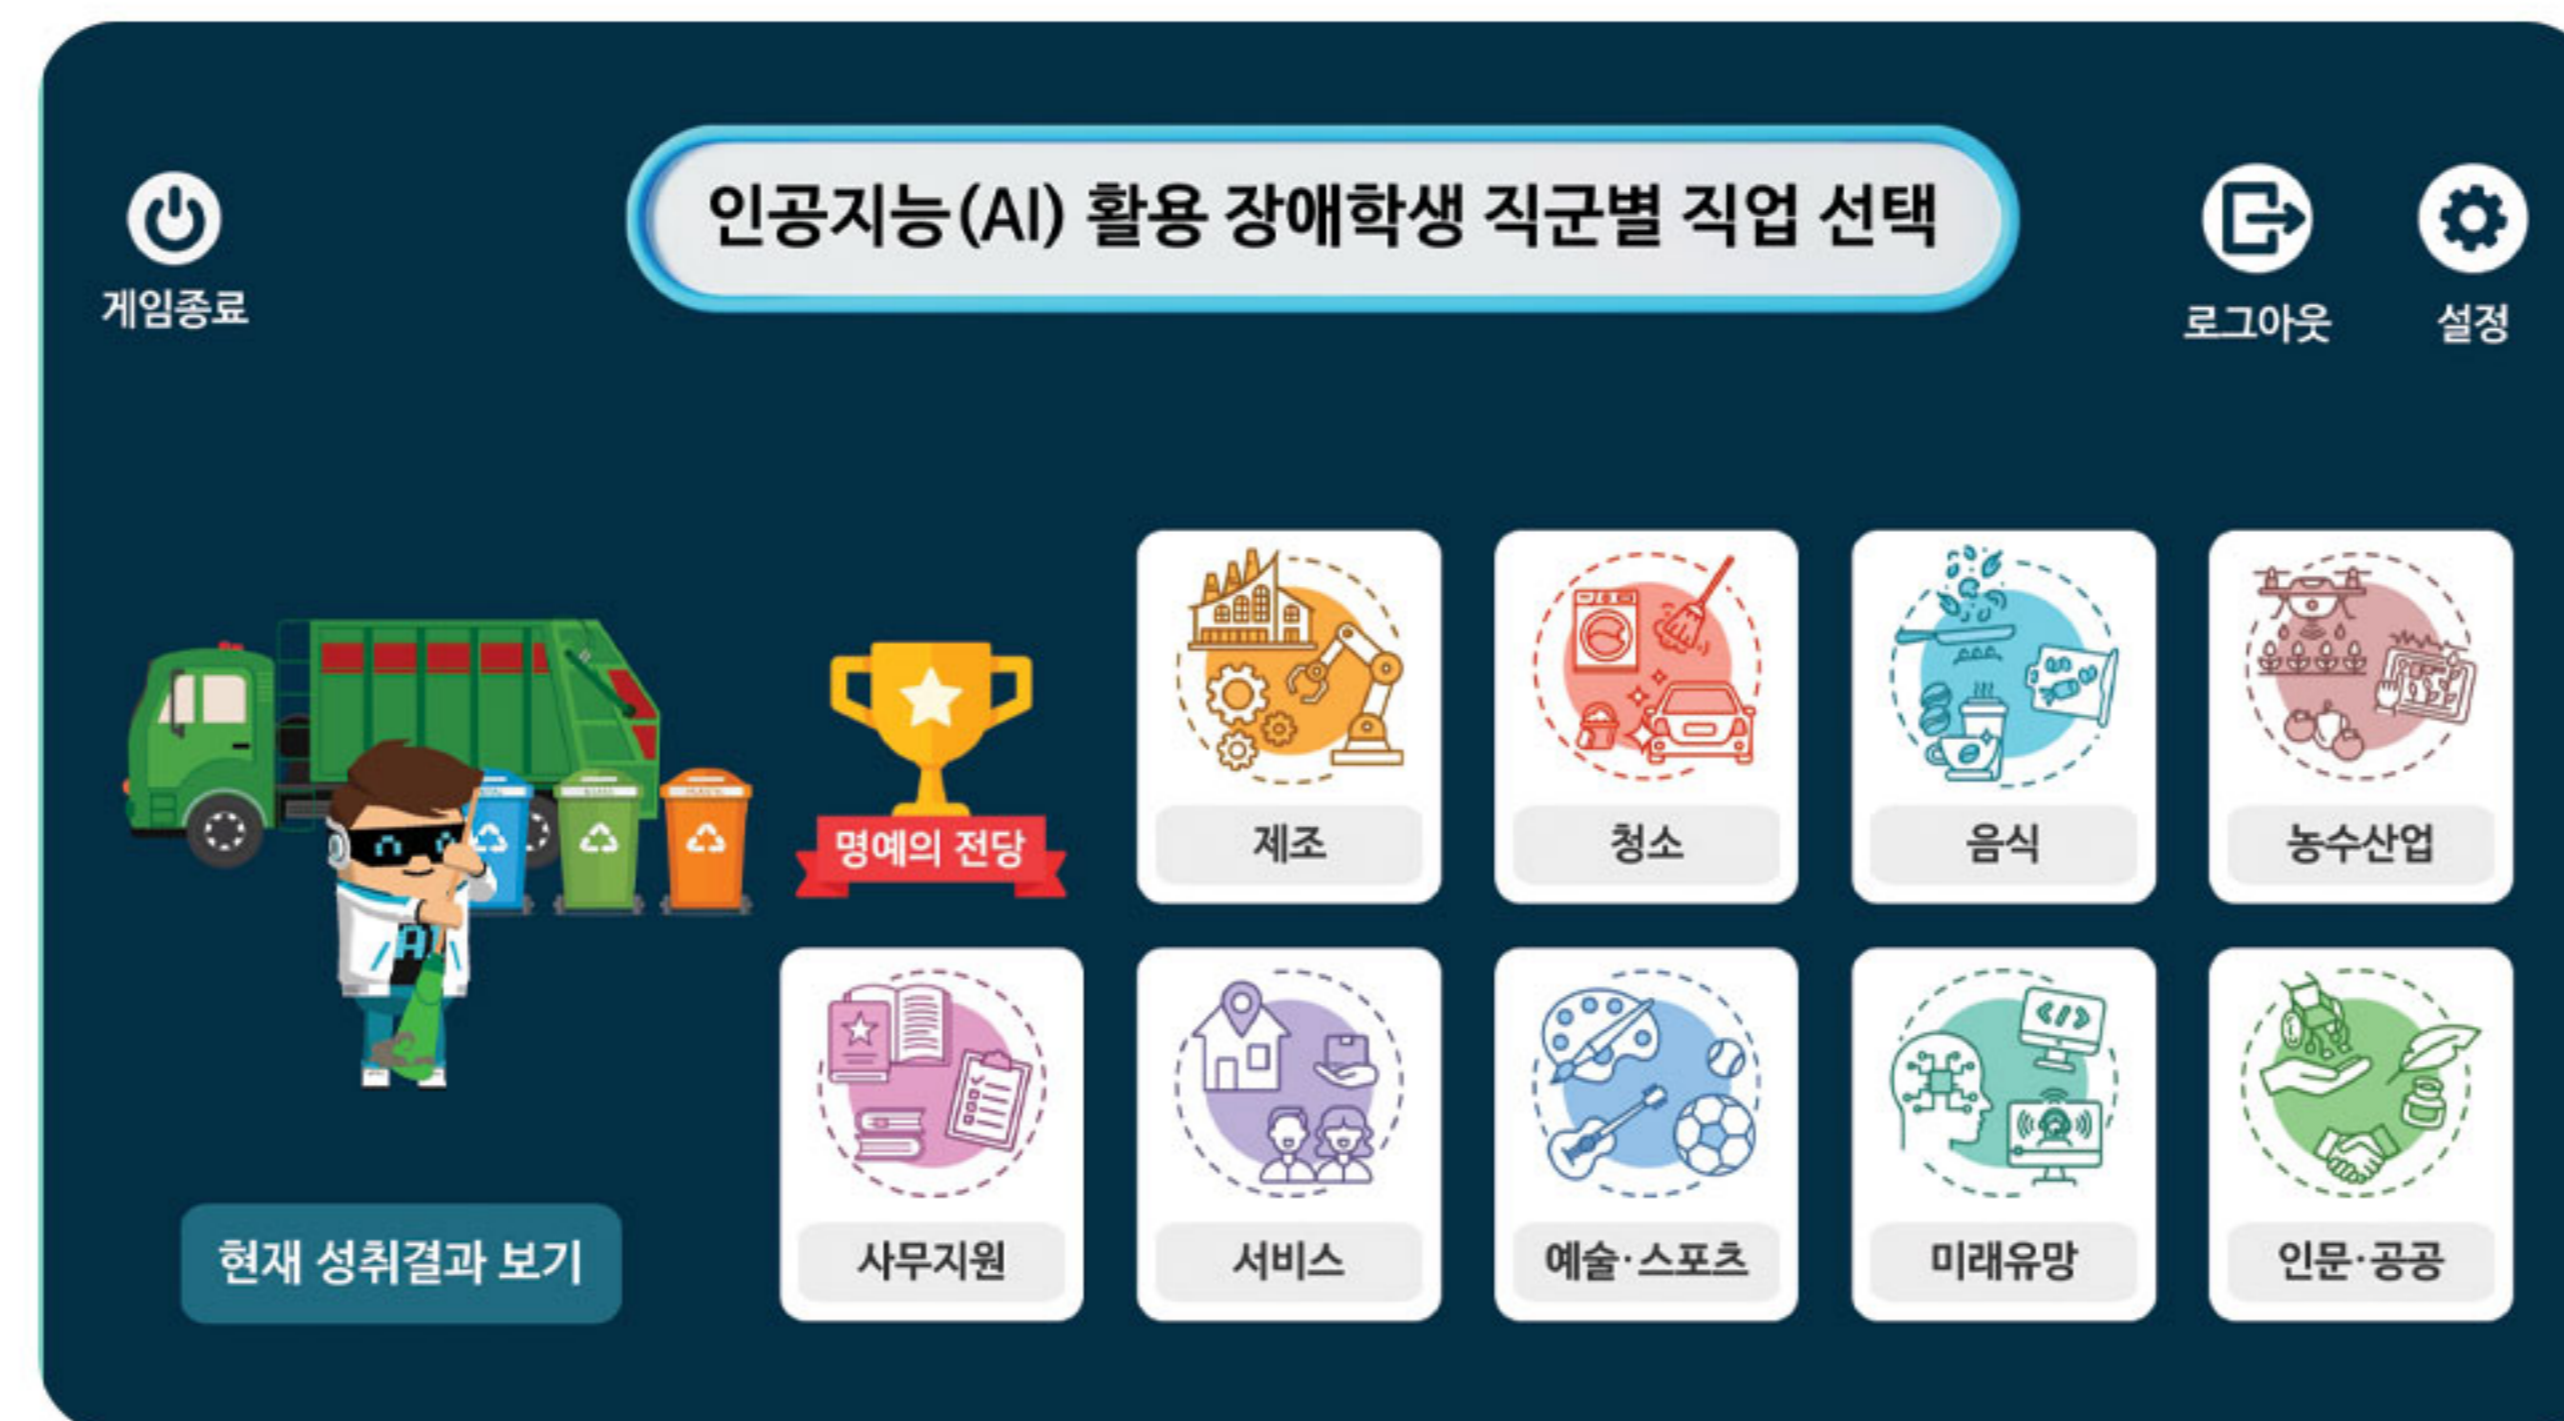 인공지능(AI) 활용 장애학생 직군별 직업 선택
게임종료
로그아웃
설정
명예의 전당
제조
청소
음식
농수산업
AI
사무지원
서비스
예술·스포츠
미래유망
인문·공공
현재 성취결과 보기